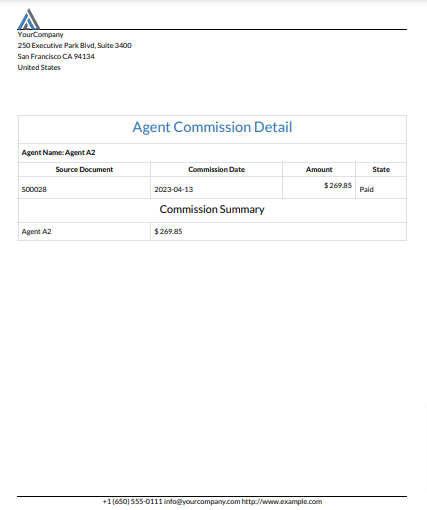 YourCompany
250 Executive Park Blvd, Suite 3400
San Francisco CA 94134
United States
Agent Commission Detail
Agent Name: Agent A2
Source Document Commission Date Amount State
S00028 2023-04-13 $ 269.85 Paid
Commission Summary
Agent A2 $ 269.85
+1 (650) 555-0111 info@yourcompany.com http://www.example.com